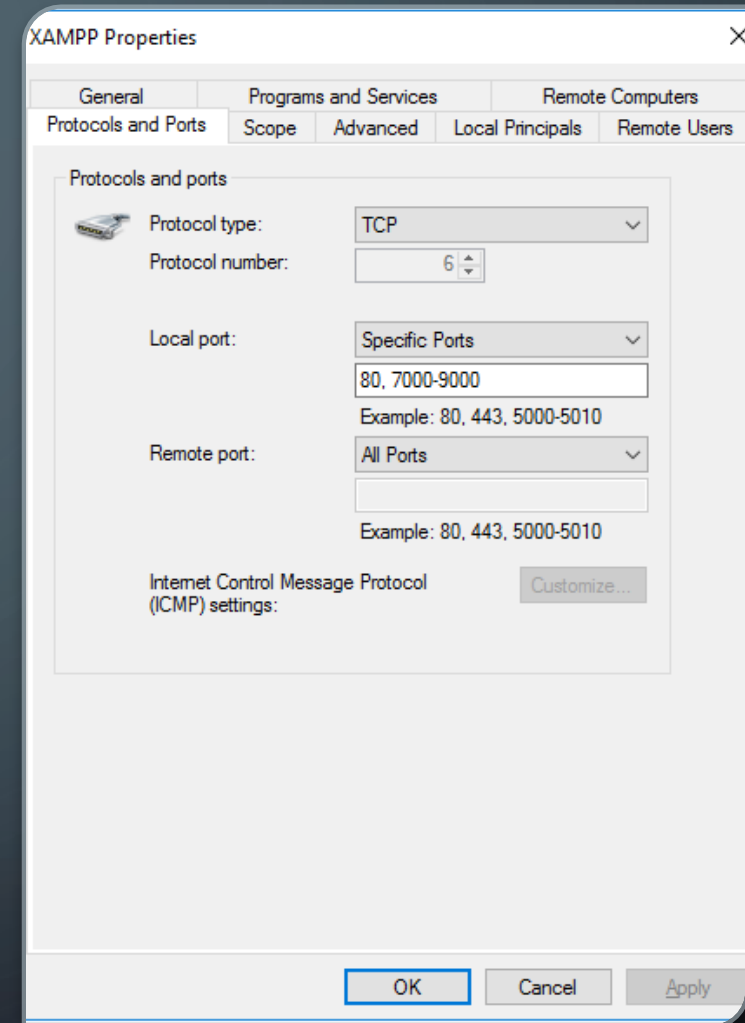 XAMPP Properties
General Programs and Services Remote Computers
Protocols and Ports Scope Advanced Local Principals Remote Users
Protocols and ports
Protocol type: TCP
Protocol number: 6
Local port: Specific Ports
80, 7000-9000
Example: 80, 443, 5000-5010
Remote port: All Ports
Example: 80, 443, 5000-5010
Internet Control Message Protocol Customize...
(ICMP) settings:
OK Cancel Apply